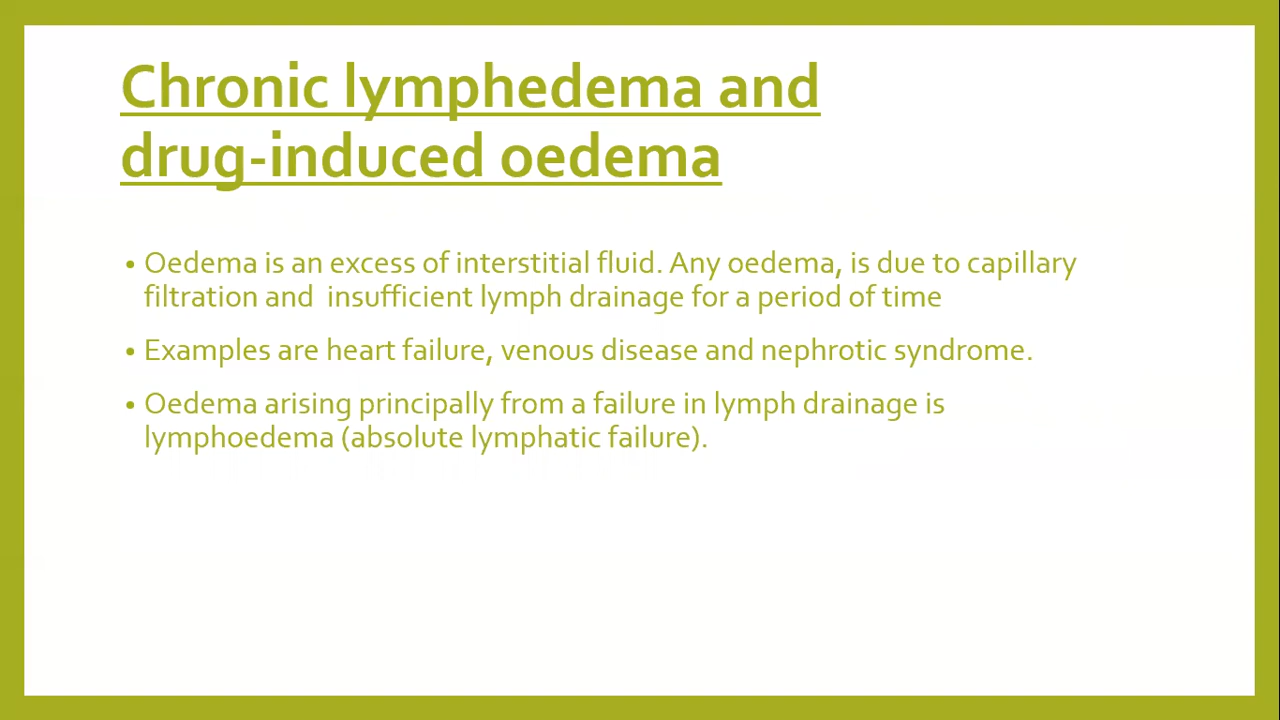 Chronic lymphedema and
drug-induced oedema
• Oedema is an excess of interstitial fluid. Any oedema, is due to capillary
filtration and  insufficient lymph drainage for a period of time
• Examples are heart failure, venous disease and nephrotic syndrome.
• Oedema arising principally from a failure in lymph drainage is
lymphoedema (absolute lymphatic failure).